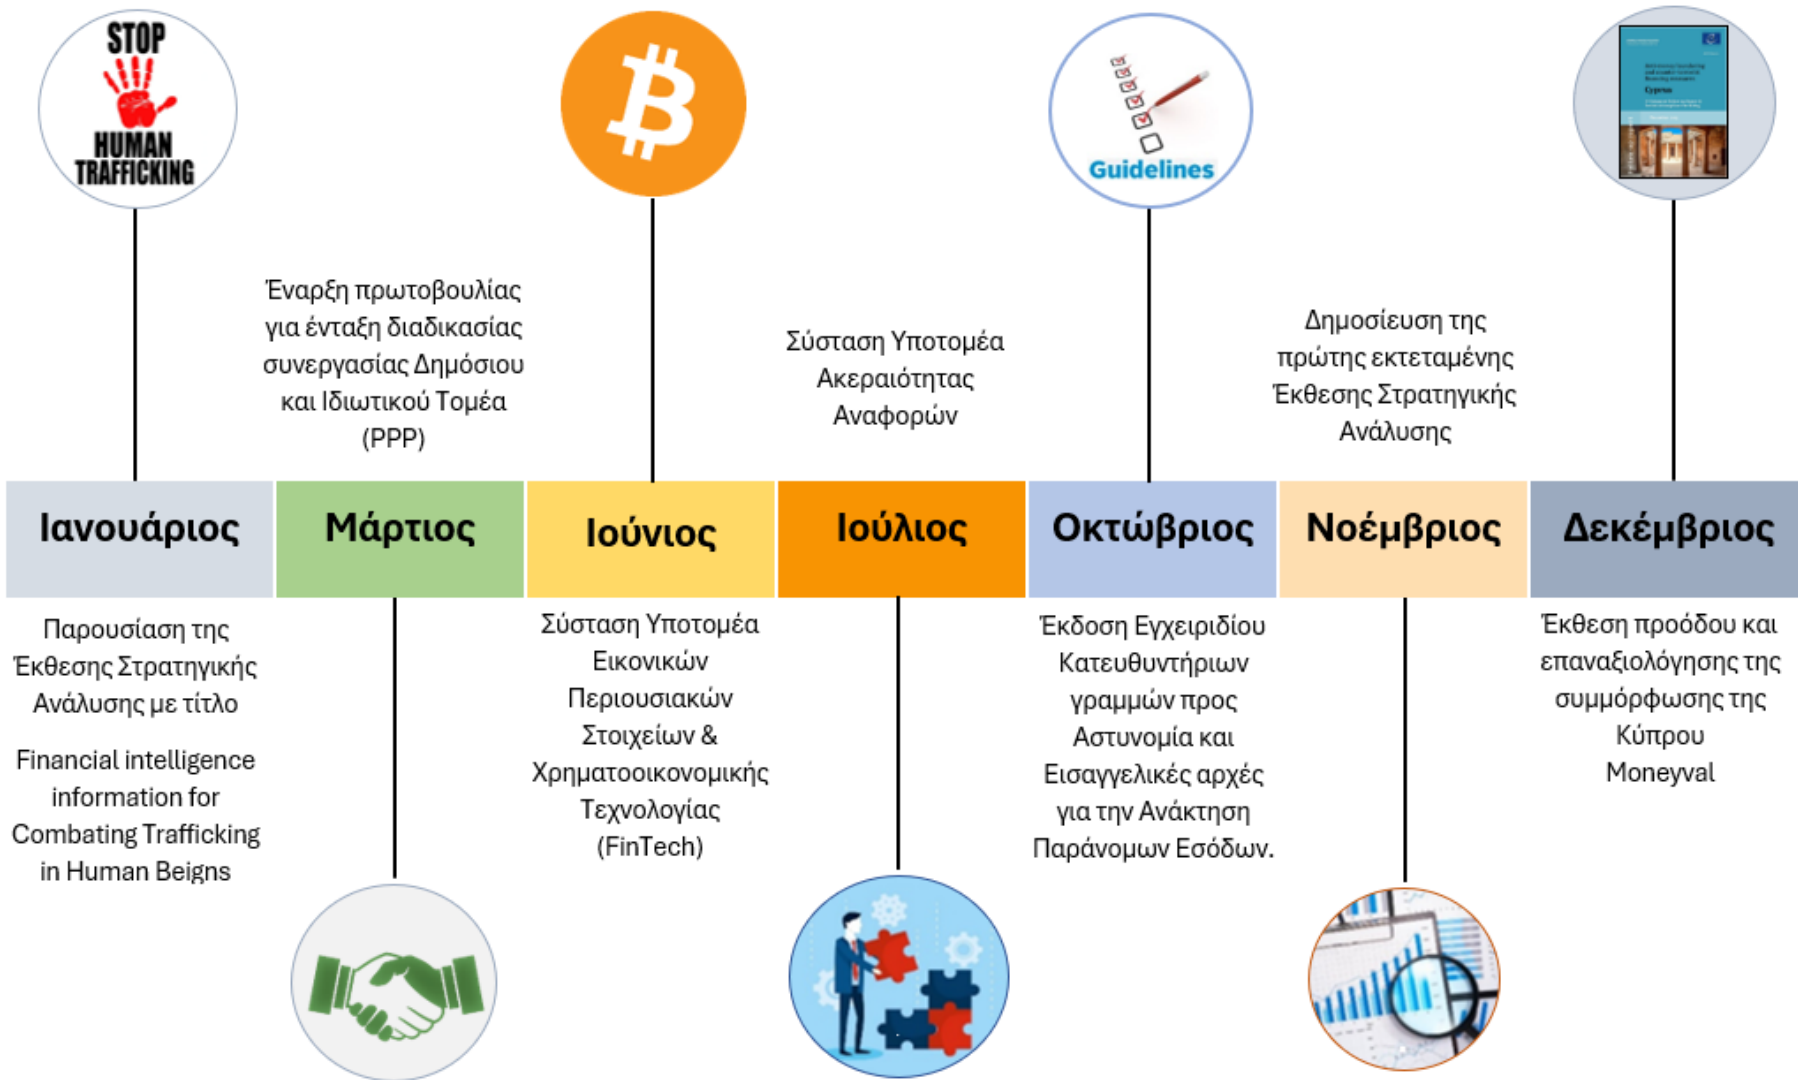 STOP
HUMAN
TRAFFICKING
Guidelines
Cyprus
Έναρξη πρωτοβουλίας
για ένταξη διαδικασίας
συνεργασίας Δημόσιου
και Ιδιωτικού Τομέα
(PPP)
Σύσταση Υποτομέα
Ακεραιότητας
Αναφορών
Δημοσίευση της
πρώτης εκτεταμένης
Έκθεσης Στρατηγικής
Ανάλυσης
Ιανουάριος
Μάρτιος
Ιούνιος
Ιούλιος
Οκτώβριος
Νοέμβριος
Δεκέμβριος
Παρουσίαση της
Έκθεσης Στρατηγικής
Ανάλυσης με τίτλο
Financial intelligence
information for
Combating Trafficking
in Human Beigns
Σύσταση Υποτομέα
Εικονικών
Περιουσιακών
Στοιχείων &
Χρηματοοικονομικής
Τεχνολογίας
(FinTech)
Έκδοση Εγχειριδίου
Κατευθυντήριων
γραμμών προς
Αστυνομία και
Εισαγγελικές αρχές
για την Ανάκτηση
Παράνομων Εσόδων.
Έκθεση προόδου και
επαναξιολόγησης της
συμμόρφωσης της
Κύπρου
Moneyval